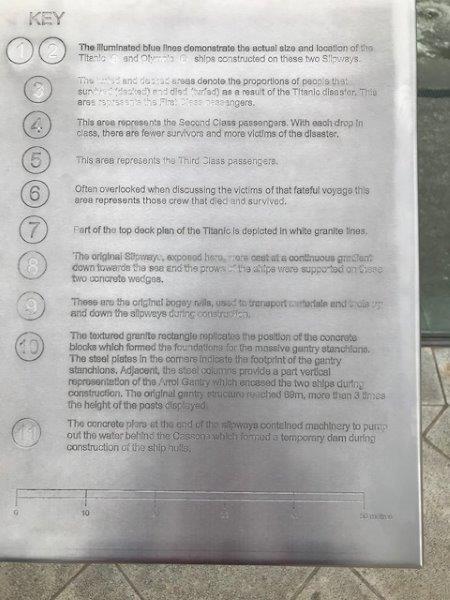 KEY
1 2 The illuminated blue lines demonstrate the actual size and location of the
Titanic and Olympic ships constructed on these two Slipways.
3 The turfed and decked areas denote the proportions of people that
survived (decked) and died (turfed) as a result of the Titanic disaster. This
area represents the First Class passengers.
4 This area represents the Second Class passengers. With each drop in
class, there are fewer survivors and more victims of the disaster.
5 This area represents the Third Class passengers.
6 Often overlooked when discussing the victims of that fateful voyage this
area represents those crew that died and survived.
7 Part of the top deck plan of the Titanic is depicted in white granite lines.
8 The original Slipways, exposed here, were cast at a continuous gradient
down towards the sea and the prows of the ships were supported on these
two concrete wedges.
9 These are the original bogey rails, used to transport materials and tools up
and down the slipways during construction.
10 The textured granite rectangle replicates the position of the concrete
blocks which formed the foundations for the massive gantry stanchions.
The steel plates in the corners indicate the footprint of the gantry
stanchions. Adjacent, the steel columns provide a part vertical
representation of the Arrol Gantry which encased the two ships during
construction. The original gantry structure reached 69m, more than 3 times
the height of the posts displayed.
11 The concrete piers at the end of the slipways contained machinery to pump
out the water behind the Cassons which formed a temporary dam during
construction of the ship hulls.
0 10 50 metres